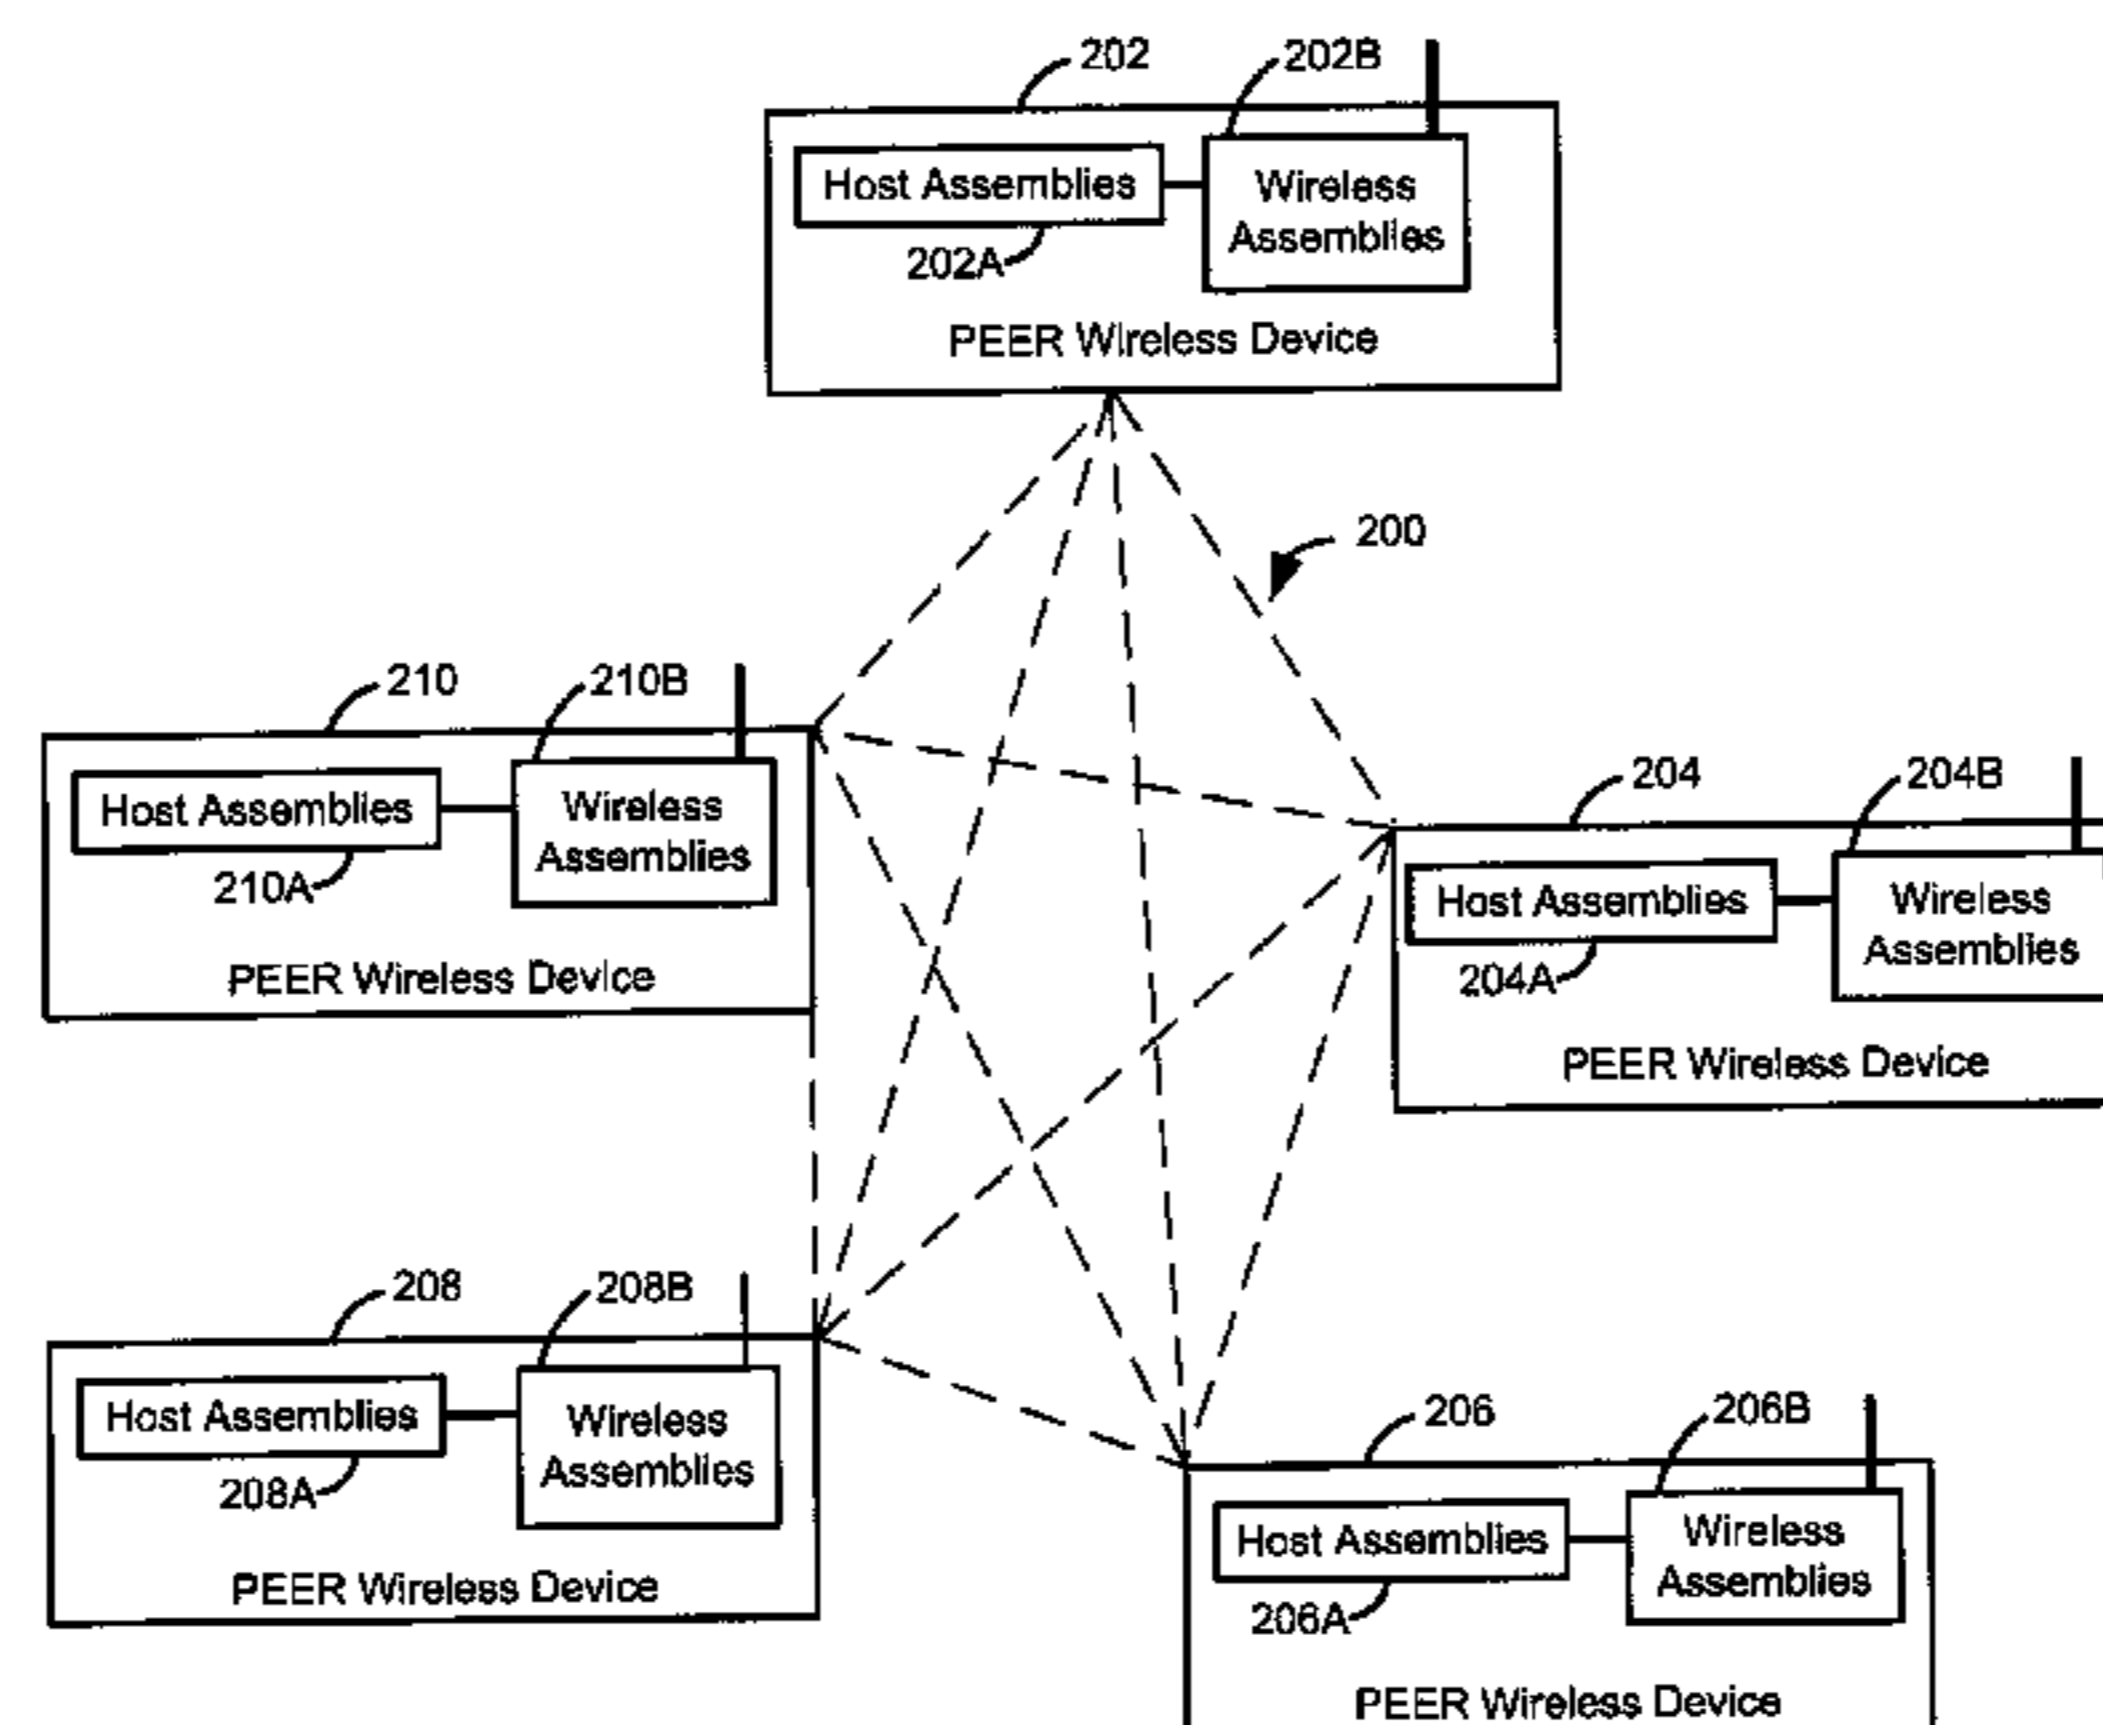 202
202B
Host Assemblies
Wireless
Assemblies
202A
PEER Wireless Device
200
210
210B
Host Assemblies
Wireless
Assemblies
210A
PEER Wireless Device
204
204B
Host Assemblies
Wireless
Assemblies
204A
PEER Wireless Device
208
208B
Host Assemblies
Wireless
Assemblies
208A
PEER Wireless Device
206
206B
Host Assemblies
Wireless
Assemblies
206A
PEER Wireless Device